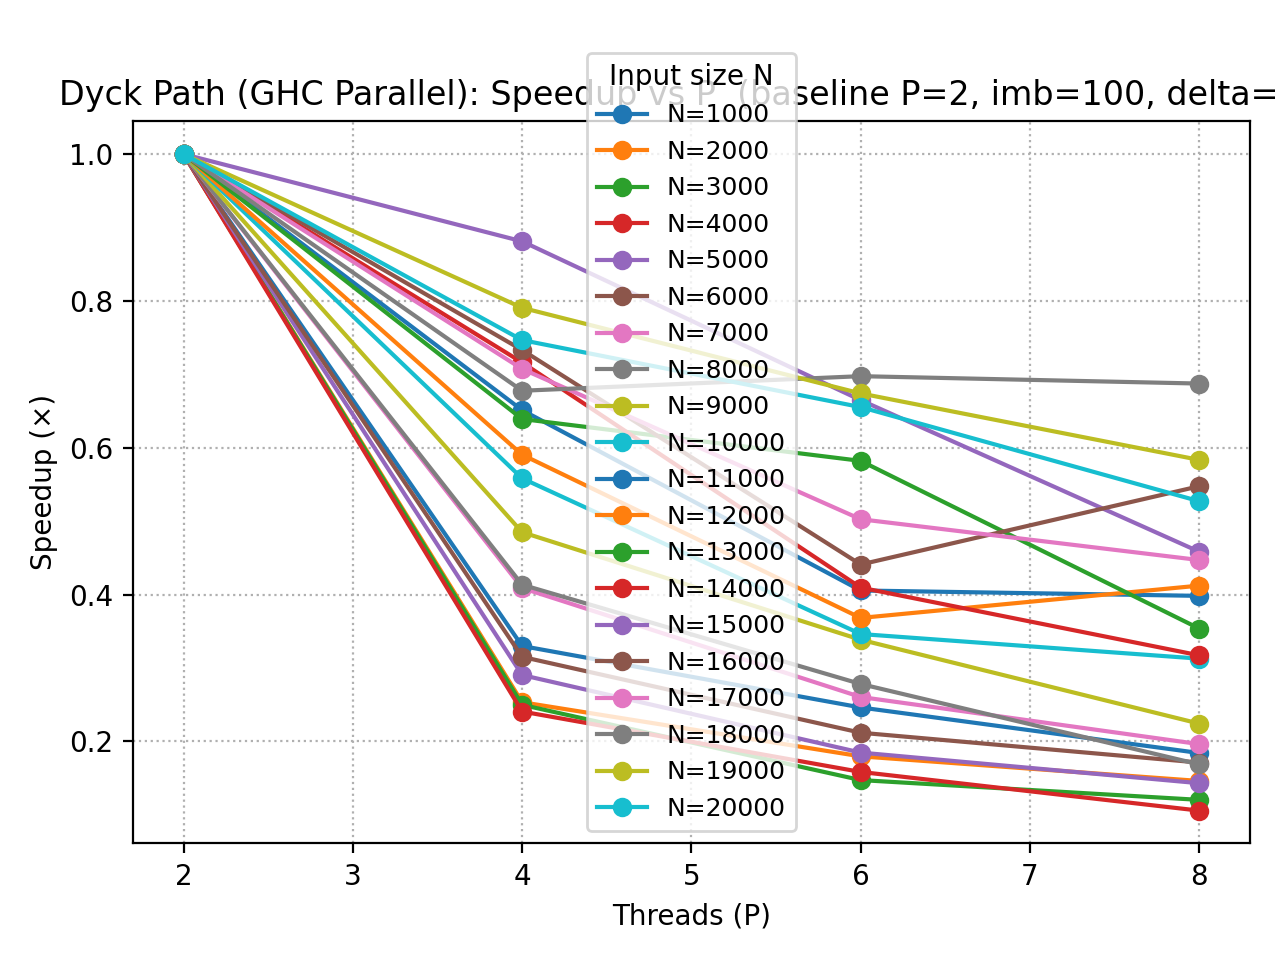 Dyck Path (GHC Parallel): Speedup vs P (baseline P=2, imb=100, delta=
Input size N
N=1000
N=2000
N=3000
N=4000
N=5000
N=6000
N=7000
N=8000
N=9000
N=10000
N=11000
N=12000
N=13000
N=14000
N=15000
N=16000
N=17000
N=18000
N=19000
N=20000
Speedup (×)
1.0
0.8
0.6
0.4
0.2
2 3 4 5 6 7 8
Threads (P)